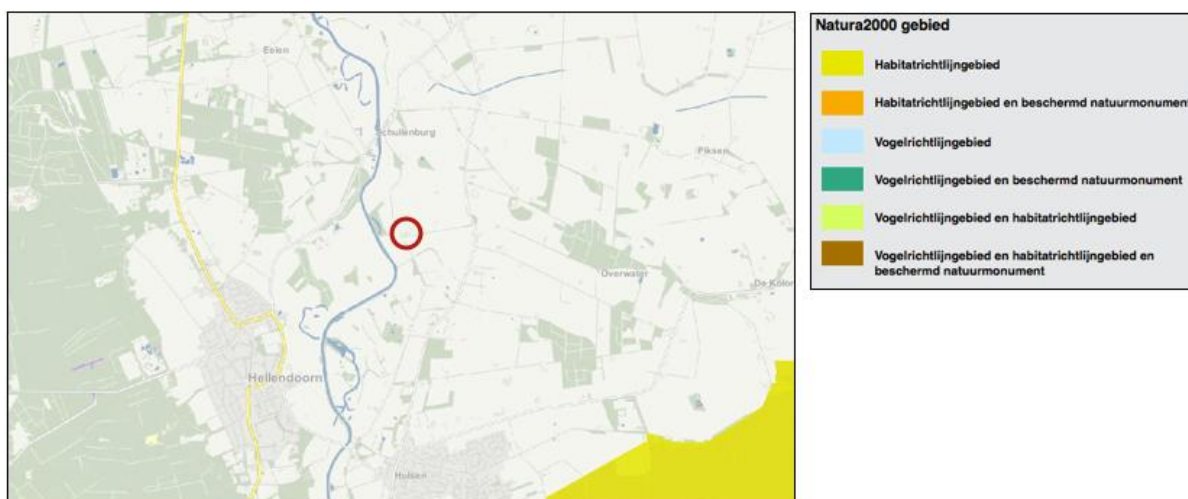 Eelen
Schuilenburg
Piksen
Overwater
De Kolon
Hellendoorn
Hulsen
Natura2000 gebied
Habitatrichtlijngebied
Habitatrichtlijngebied en beschermd natuurmonument
Vogelrichtlijngebied
Vogelrichtlijngebied en beschermd natuurmonument
Vogelrichtlijngebied en habitatrichtlijngebied
Vogelrichtlijngebied en habitatrichtlijngebied en
beschermd natuurmonument